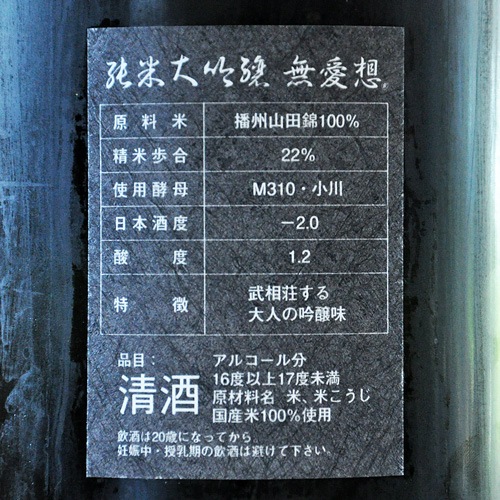 純米大吟醸 無愛想
原料米 播州山田錦100%
精米歩合 22%
使用酵母 M310・小川
日本酒度 −2.0
酸度 1.2
特徴 武相荘する
大人の吟醸味
品目： アルコール分
清酒 16度以上17度未満
原材料名 米、米こうじ
国産米100%使用
飲酒は20歳になってから
妊娠中・授乳期の飲酒は避けて下さい。